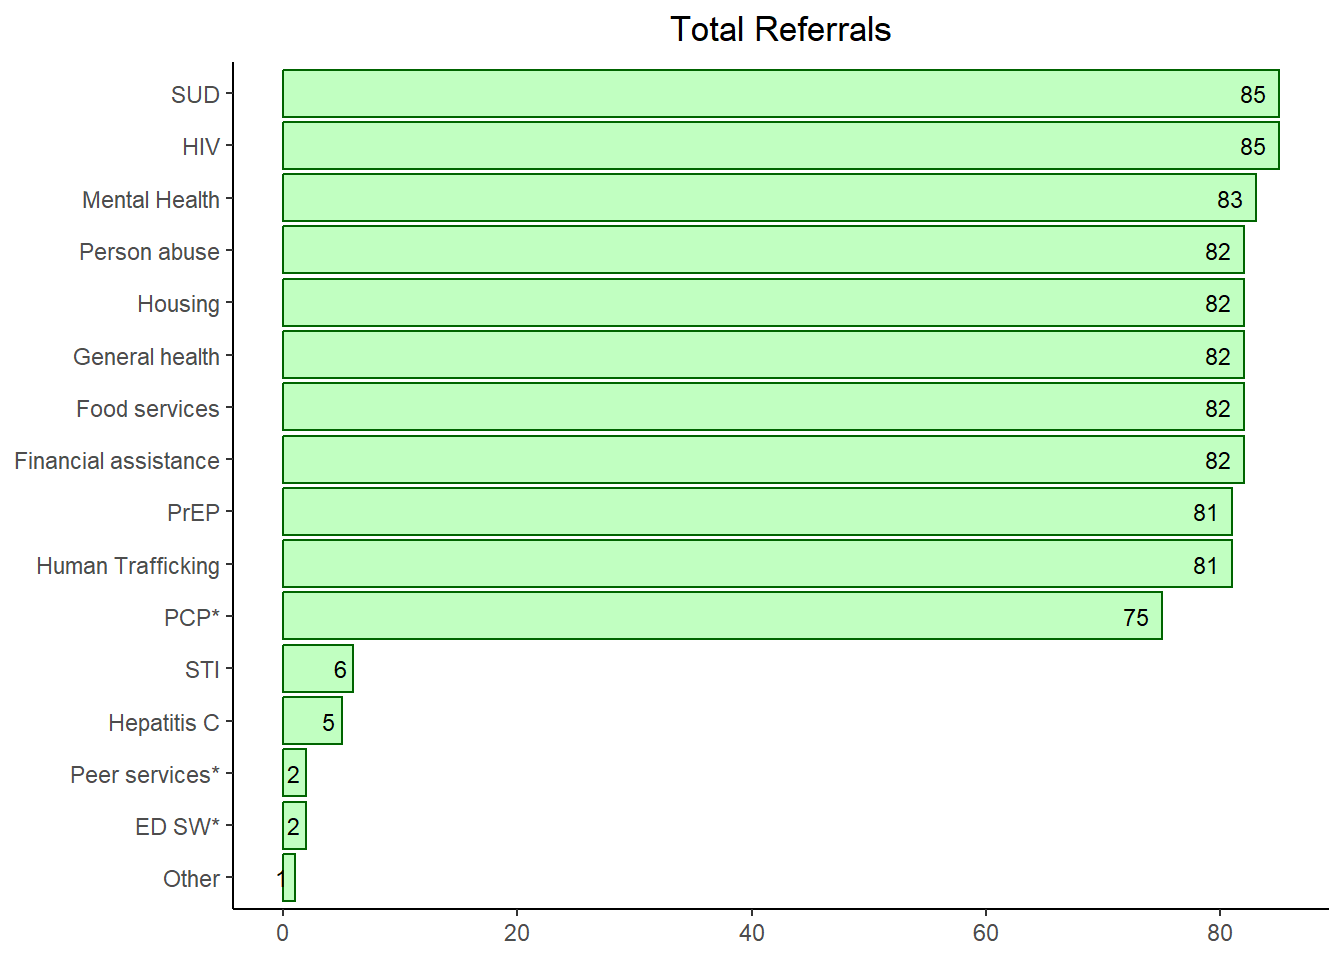 Total Referrals
SUD 85
HIV 85
Mental Health 83
Person abuse 82
Housing 82
General health 82
Food services 82
Financial assistance 82
PrEP 81
Human Trafficking 81
PCP* 75
STI 6
Hepatitis C 5
Peer services* 2
ED SW* 2
Other 1
0 20 40 60 80